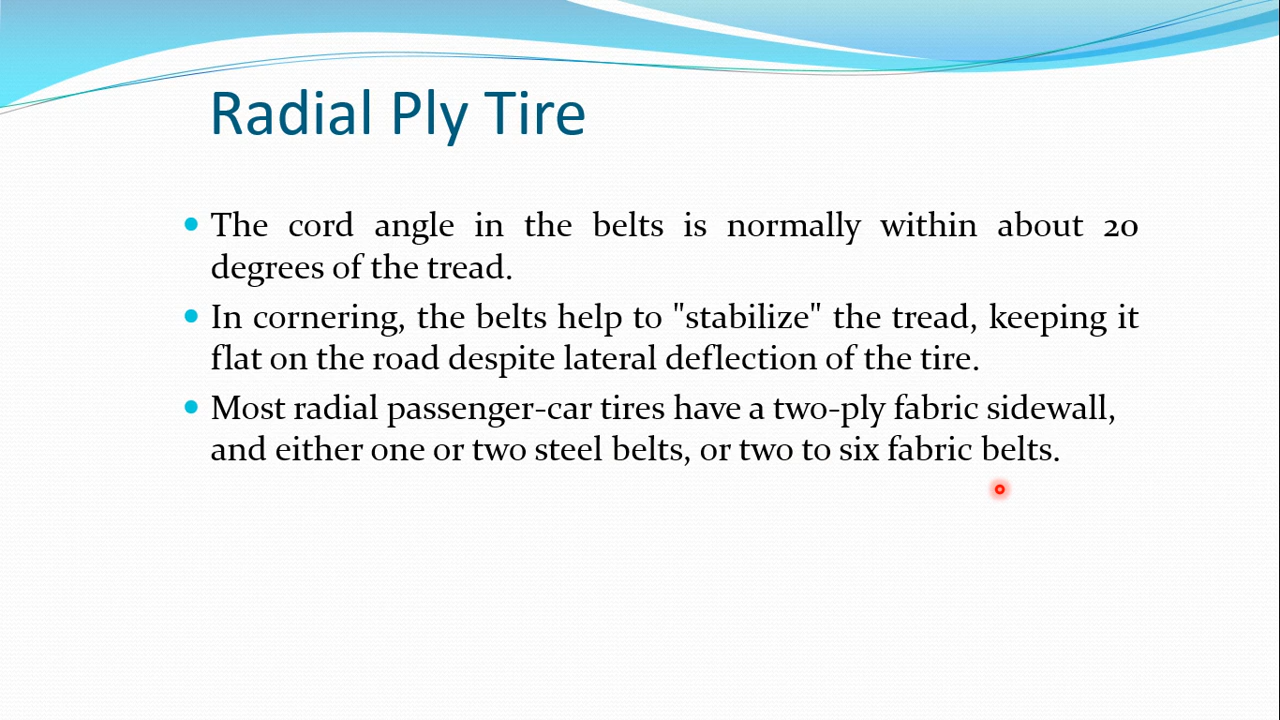 Radial Ply Tire
• The cord angle in the belts is normally within about 20
degrees of the tread.
• In cornering, the belts help to "stabilize" the tread, keeping it
flat on the road despite lateral deflection of the tire.
• Most radial passenger-car tires have a two-ply fabric sidewall,
and either one or two steel belts, or two to six fabric belts.